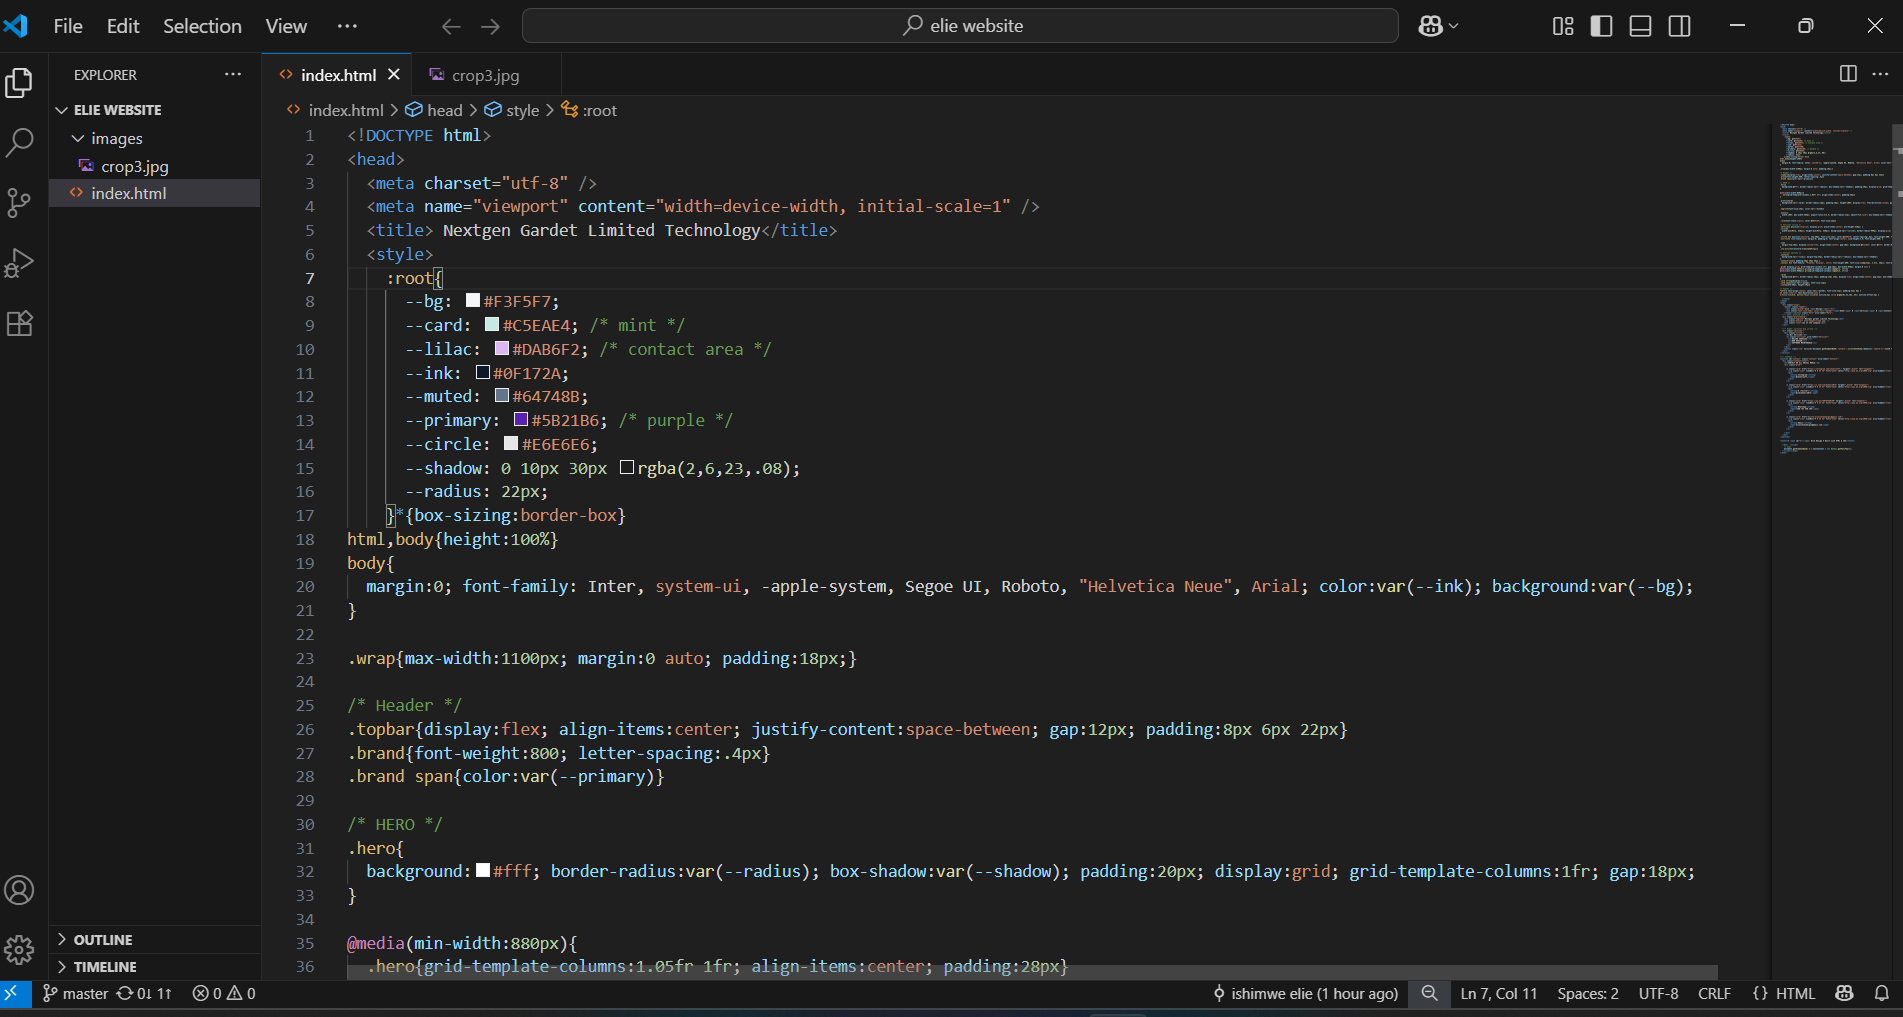 File Edit Selection View ··· elie website
EXPLORER ···
ELIE WEBSITE
images
crop3.jpg
index.html
OUTLINE
TIMELINE
index.html crop3.jpg
index.html > head > style > :root
1 <!DOCTYPE html>
2 <head>
3 <meta charset="utf-8" />
4 <meta name="viewport" content="width=device-width, initial-scale=1" />
5 <title> Nextgen Gardet Limited Technology</title>
6 <style>
7 :root{
8 --bg: #F3F5F7;
9 --card: #C5EAE4; /* mint */
10 --lilac: #DAB6F2; /* contact area */
11 --ink: #0F172A;
12 --muted: #64748B;
13 --primary: #5B21B6; /* purple */
14 --circle: #E6E6E6;
15 --shadow: 0 10px 30px rgba(2,6,23,.08);
16 --radius: 22px;
17 }*{box-sizing:border-box}
18 html,body{height:100%}
19 body{
20 margin:0; font-family: Inter, system-ui, -apple-system, Segoe UI, Roboto, "Helvetica Neue", Arial; color:var(--ink); background:var(--bg);
21 }
22
23 .wrap{max-width:1100px; margin:0 auto; padding:18px;}
24
25 /* Header */
26 .topbar{display:flex; align-items:center; justify-content:space-between; gap:12px; padding:8px 6px 22px}
27 .brand{font-weight:800; letter-spacing:.4px}
28 .brand span{color:var(--primary)}
29
30 /* HERO */
31 .hero{
32 background:#fff; border-radius:var(--radius); box-shadow:var(--shadow); padding:20px; display:grid; grid-template-columns:1fr; gap:18px;
33 }
34
35 @media(min-width:880px){
36 .hero{grid-template-columns:1.05fr 1fr; align-items:center; padding:28px}
master 0↓ 1↑ 0 0 ishimwe elie (1 hour ago) Ln 7, Col 11 Spaces: 2 UTF-8 CRLF {} HTML